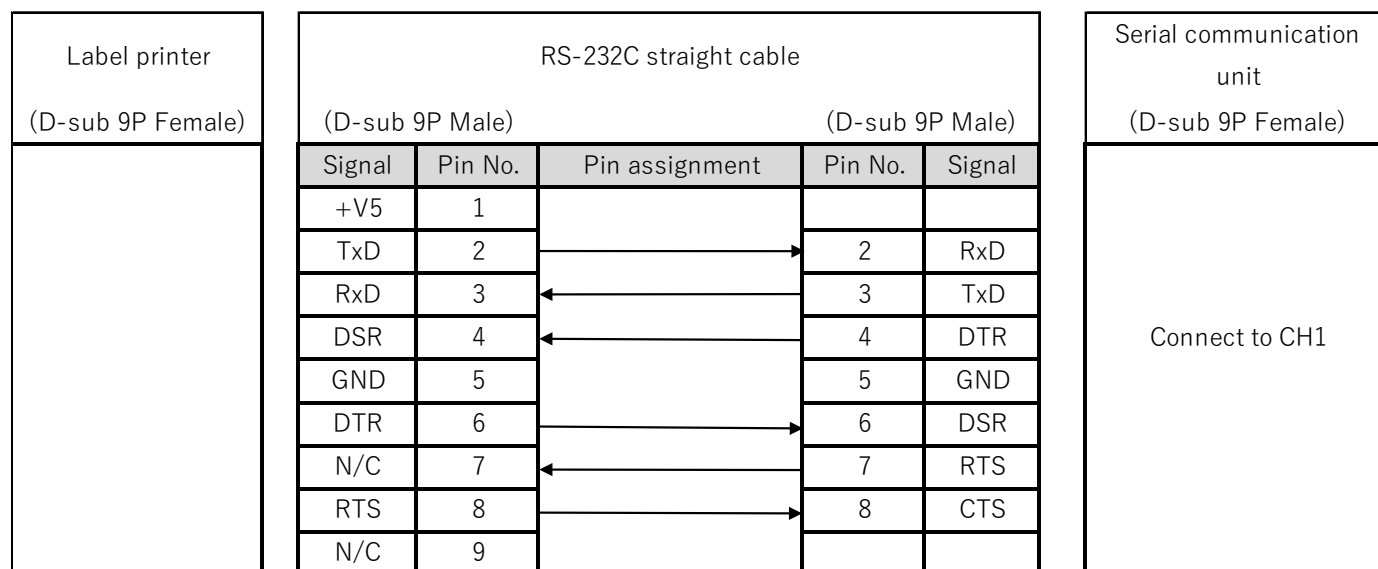 Label printer
(D-sub 9P Female)
RS-232C straight cable
(D-sub 9P Male) (D-sub 9P Male)
Serial communication
unit
(D-sub 9P Female)
Signal Pin No. Pin assignment Pin No. Signal
+V5 1
TxD 2 2 RxD
RxD 3 3 TxD
DSR 4 4 DTR
GND 5 5 GND
DTR 6 6 DSR
N/C 7 7 RTS
RTS 8 8 CTS
N/C 9
Connect to CH1